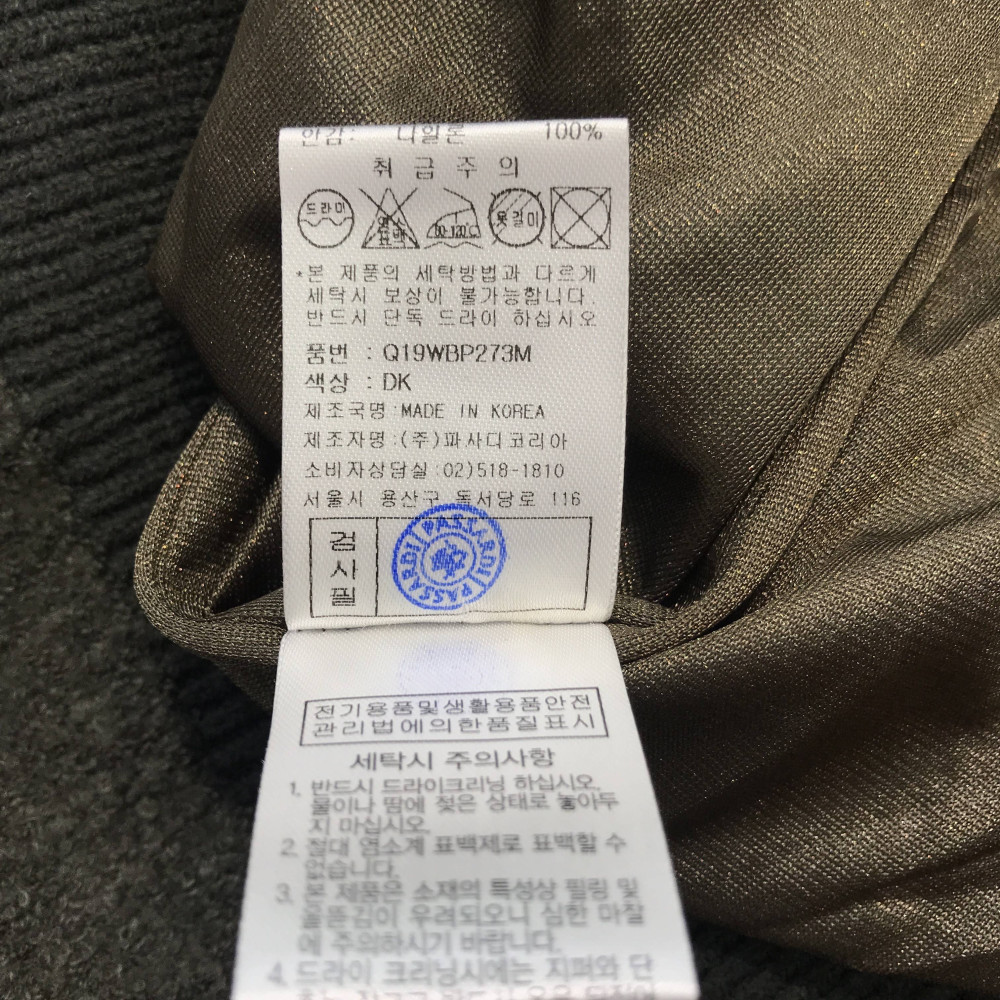 안감: 나일론 100%
취급주의
드라이 염소표백 80-120℃ 옷걸이
*본 제품의 세탁방법과 다르게
세탁시 보상이 불가능합니다.
반드시 단독 드라이 하십시오
품번 : Q19WBP273M
색상 : DK
제조국명:MADE IN KOREA
제조자명:(주)파사디코리아
소비자상담실:02)518-1810
서울시 용산구 독서당로 116
검시필
PASSARDI PASSARDI
전기용품및생활용품안전
관리법에의한품질표시
세탁시 주의사항
1. 반드시 드라이크리닝 하십시오.
물이나 땀에 젖은 상태로 놓아두
지 마십시오.
2. 절대 염소계 표백제로 표백할 수
없습니다.
3. 본 제품은 소재의 특성상 필링 및
올뜯김이 우려되오니 심한 마찰
에 주의하시기 바랍니다.
4. 드라이 크리닝시에는 지퍼와 단